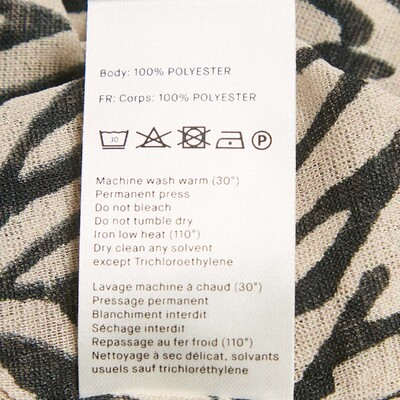 Body: 100% POLYESTER
FR: Corps: 100% POLYESTER
30 P
Machine wash warm (30°)
Permanent press
Do not bleach
Do not tumble dry
Iron low heat (110°)
Dry clean any solvent
except Trichloroethylene
Lavage machine à chaud (30°)
Pressage permanent
Blanchiment interdit
Séchage interdit
Repassage au fer froid (110°)
Nettoyage à sec délicat, solvants
usuels sauf trichloréthylène